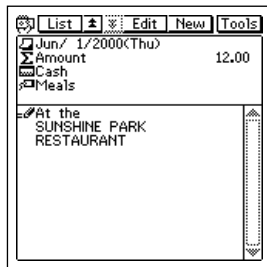 List Edit New Tools
Jun/ 1/2000(Thu)
Amount 12.00
Cash
Meals
At the
SUNSHINE PARK
RESTAURANT